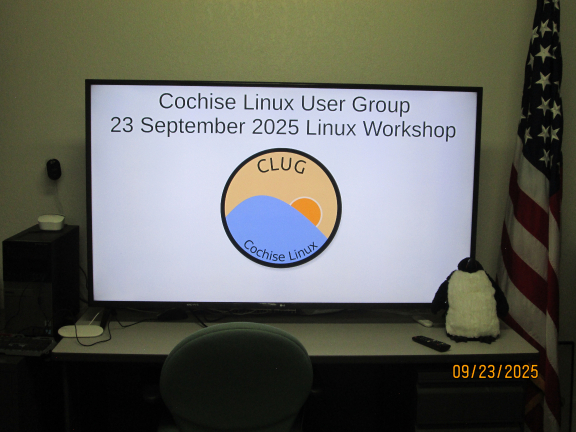 Cochise Linux User Group
23 September 2025 Linux Workshop
CLUG
Cochise Linux
09/23/2025